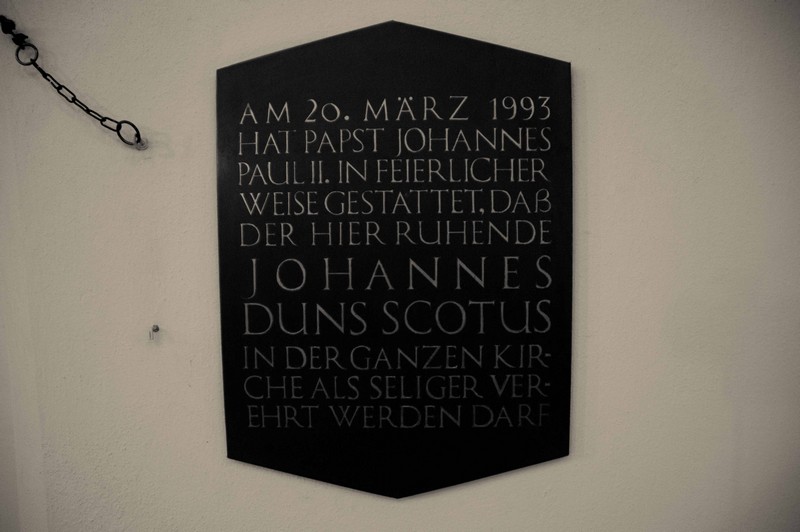 AM 20. MÄRZ 1993
HAT PAPST JOHANNES
PAUL II. IN FEIERLICHER
WEISE GESTATTET, DAß
DER HIER RUHENDE
JOHANNES
DUNS SCOTUS
IN DER GANZEN KIR-
CHE ALS SELIGER VER-
EHRT WERDEN DARF